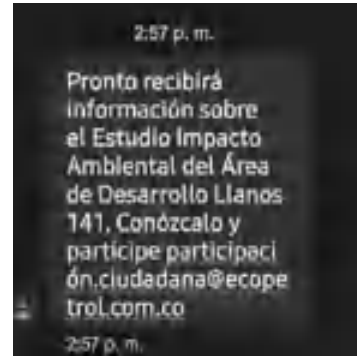 2:57 p. m.
Pronto recibirá
información sobre
el Estudio Impacto
Ambiental del Área
de Desarrollo Llanos
141. Conózcalo y
participe participaci
ón.ciudadana@ecope
trol.com.co
2:57 p. m.